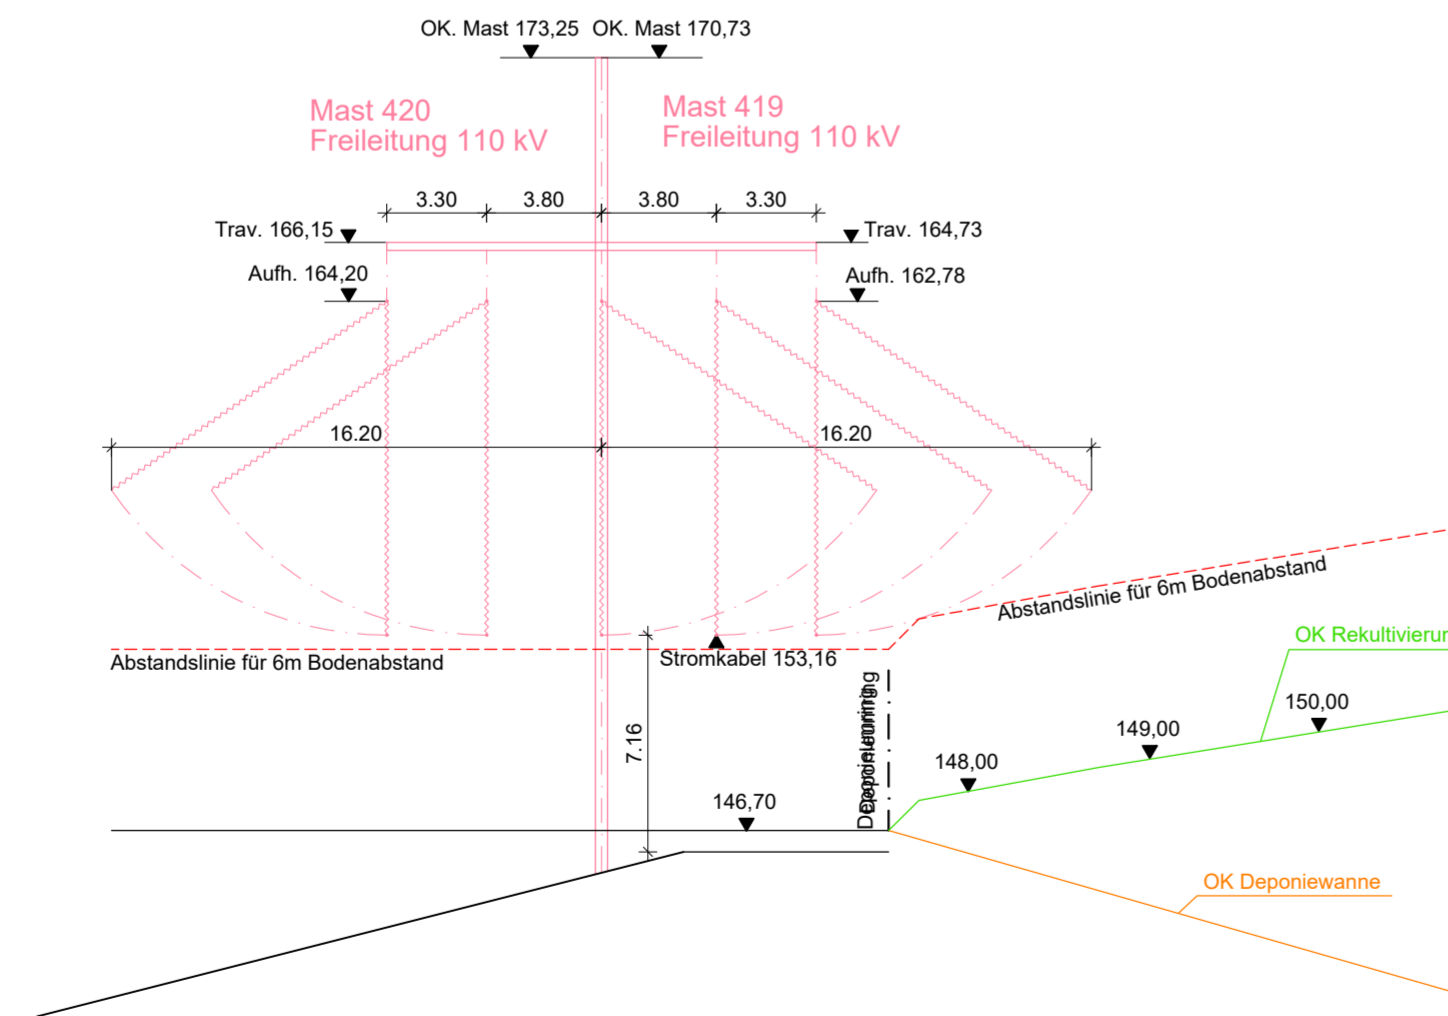 OK. Mast 173,25 OK. Mast 170,73
Mast 420
Freileitung 110 kV
Mast 419
Freileitung 110 kV
3.30 3.80 3.80 3.30
Trav. 166,15
Trav. 164,73
Aufh. 164,20
Aufh. 162,78
16.20 16.20
Abstandslinie für 6m Bodenabstand
Abstandslinie für 6m Bodenabstand
Stromkabel 153,16
OK Rekultivierun
7.16
146,70
148,00
149,00
150,00
OK Deponiewanne